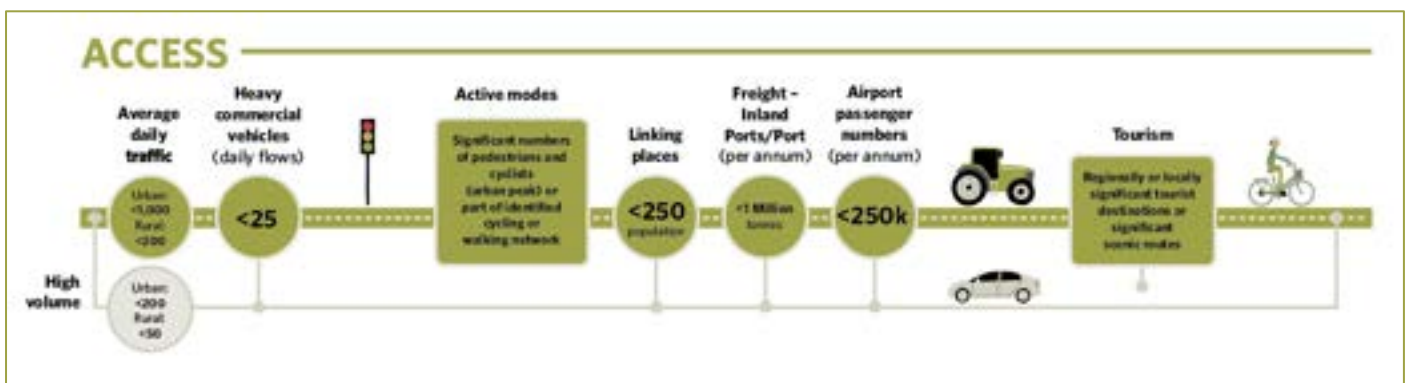 ACCESS
Average
daily
traffic
Urban:
<1,000
Rural:
<200
Heavy
commercial
vehicles
(daily flows)
<25
Active modes
Significant numbers
of pedestrians and
cyclists
(urban peak) or
part of identified
cycling or
walking network
Linking
places
<250
population
Freight –
Inland
Ports/Port
(per annum)
<1 Million
tonnes
Airport
passenger
numbers
(per annum)
<250k
Tourism
Regionally or locally
significant tourist
destinations or
significant
scenic routes
High
volume
Urban:
<200
Rural:
<50